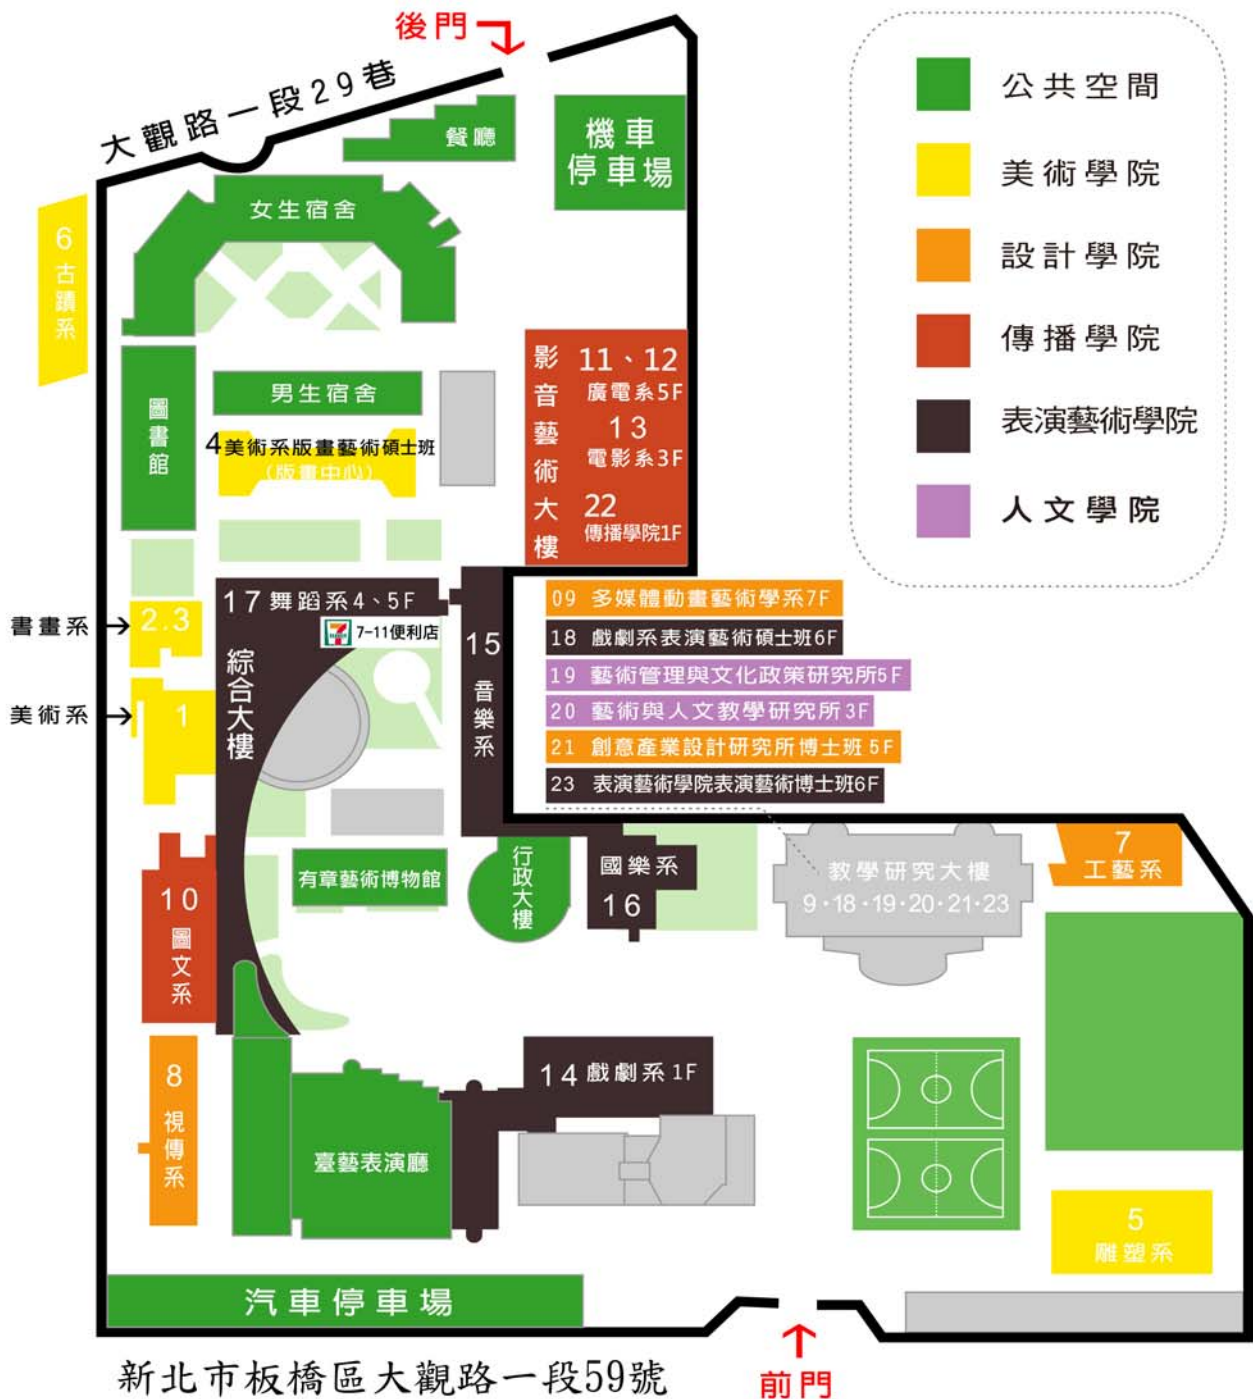 後門
大觀路一段29巷
餐廳
機車
停車場
公共空間
美術學院
設計學院
傳播學院
表演藝術學院
人文學院
女生宿舍
6
古蹟系
圖書館
男生宿舍
4美術系版畫藝術碩士班
(版畫中心)
影音藝術大樓
11、12
廣電系5F
13
電影系3F
22
傳播學院1F
書畫系
2.3
美術系
1
17 舞蹈系4、5F
7-11便利店
7
ELEVEN
綜合大樓
15
音樂系
09 多媒體動畫藝術學系7F
18 戲劇系表演藝術碩士班6F
19 藝術管理與文化政策研究所5F
20 藝術與人文教學研究所3F
21 創意產業設計研究所博士班5F
23 表演藝術學院表演藝術博士班6F
10
圖文系
有章藝術博物館
行政大樓
國樂系
16
教學研究大樓
9·18·19·20·21·23
7
工藝系
8
視傳系
臺藝表演廳
14 戲劇系1F
5
雕塑系
汽車停車場
新北市板橋區大觀路一段59號
前門